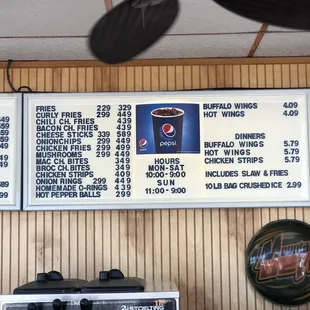 FRIES 229 329
CURLY FRIES 299 449
CHILI CH. FRIES 439
BACON CH. FRIES 439
CHEESE STICKS 339 589
ONIONCHIPS 299 449
CHICKEN FRIES 299 449
MUSHROOMS 299 449
MAC CH. BITES 349
BROC CH. BITES 349
CHICKEN STRIPS 409
ONION RINGS 299 449
HOMEMADE O-RINGS 439
HOT PEPPER BALLS 299
pepsi
HOURS
MON-SAT
10:00 - 9:00
SUN
11:00 - 9:00
BUFFALO WINGS 4.09
HOT WINGS 4.09
DINNERS
BUFFALO WINGS 5.79
HOT WINGS 5.79
CHICKEN STRIPS 5.79
INCLUDES SLAW & FRIES
10 LB BAG CRUSHED ICE 2.99
STOELTING